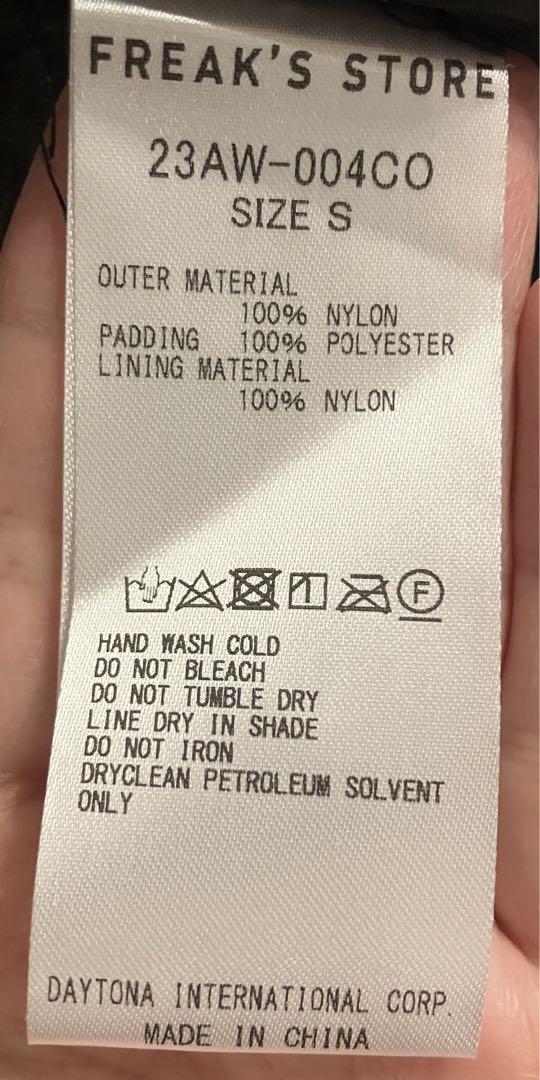 FREAK'S STORE
23AW-004CO
SIZE S
OUTER MATERIAL
100% NYLON
PADDING 100% POLYESTER
LINING MATERIAL
100% NYLON
F
HAND WASH COLD
DO NOT BLEACH
DO NOT TUMBLE DRY
LINE DRY IN SHADE
DO NOT IRON
DRYCLEAN PETROLEUM SOLVENT
ONLY
DAYTONA INTERNATIONAL CORP.
MADE IN CHINA